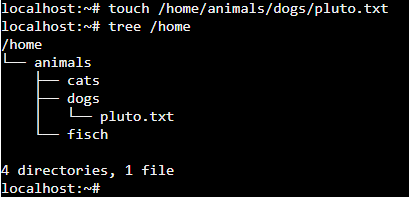 localhost:~# touch /home/animals/dogs/pluto.txt
localhost:~# tree /home
/home
└── animals
    ├── cats
    ├── dogs
    │   └── pluto.txt
    └── fisch

4 directories, 1 file
localhost:~#